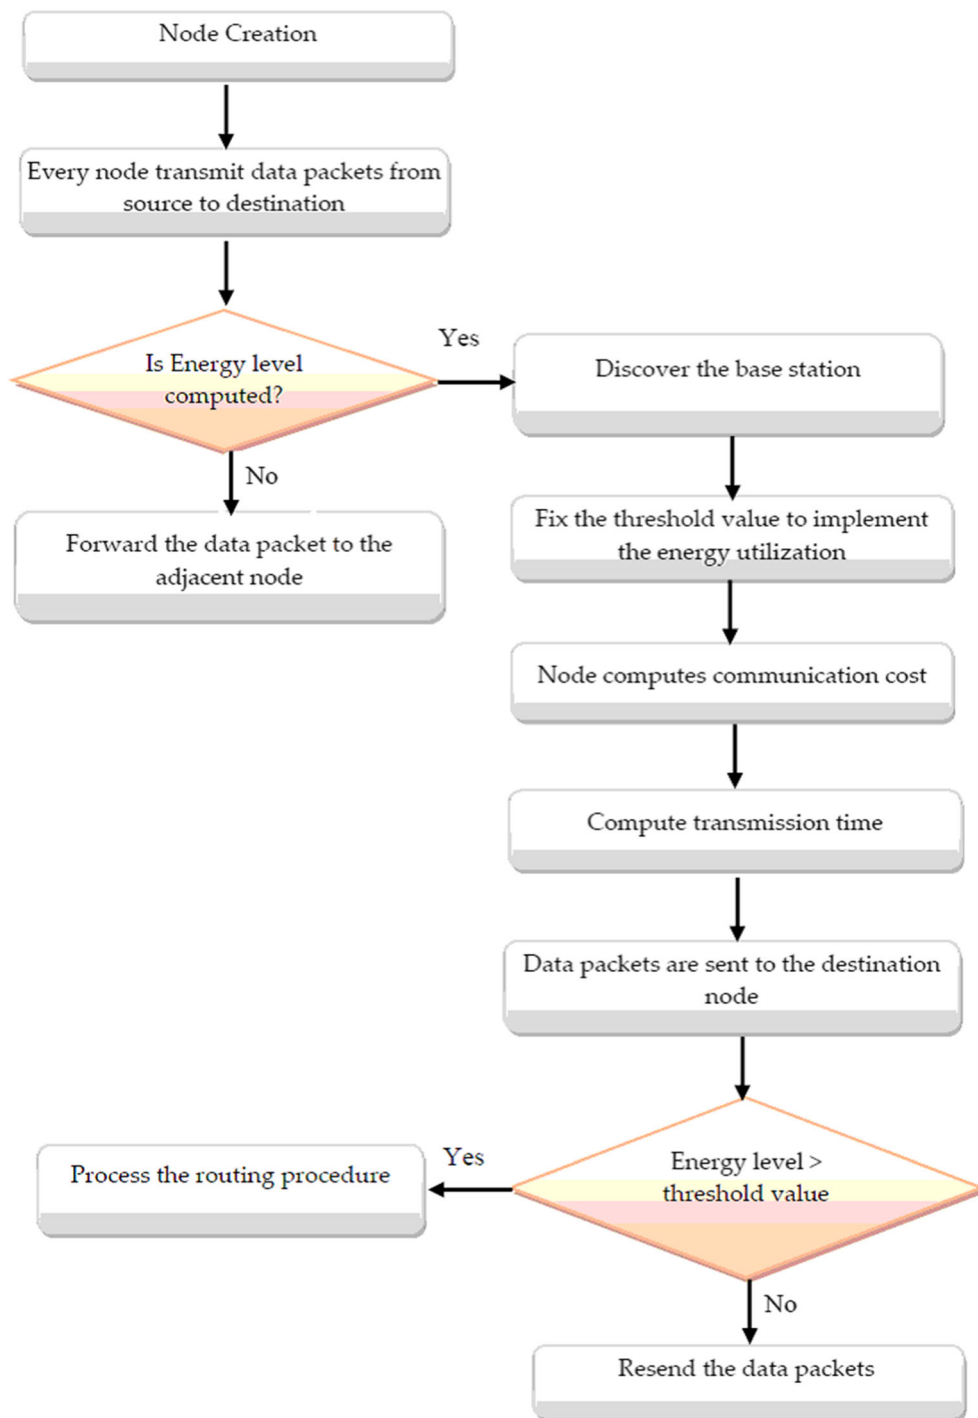 Node Creation
Every node transmit data packets from
source to destination
Is Energy level
computed?
Yes
Discover the base station
No
Forward the data packet to the
adjacent node
Fix the threshold value to implement
the energy utilization
Node computes communication cost
Compute transmission time
Data packets are sent to the destination
node
Energy level >
threshold value
Yes
Process the routing procedure
No
Resend the data packets